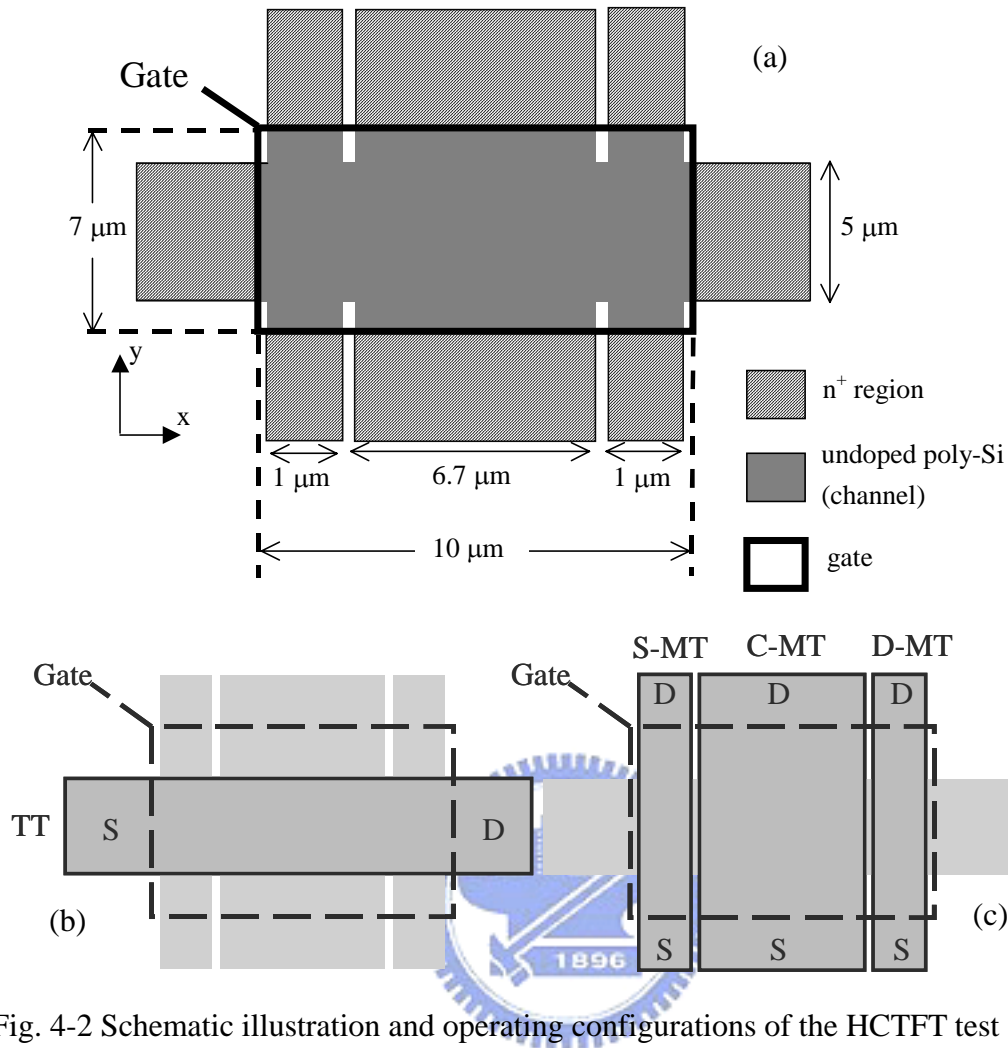 (a)
Gate
7 μm
5 μm
y
x
1 μm
6.7 μm
1 μm
10 μm
n⁺ region
undoped poly-Si
(channel)
gate
S-MT C-MT D-MT
Gate
Gate
D D D
TT
S
D
(b)
(c)
S S S
1896
Fig. 4-2 Schematic illustration and operating configurations of the HCTFT test